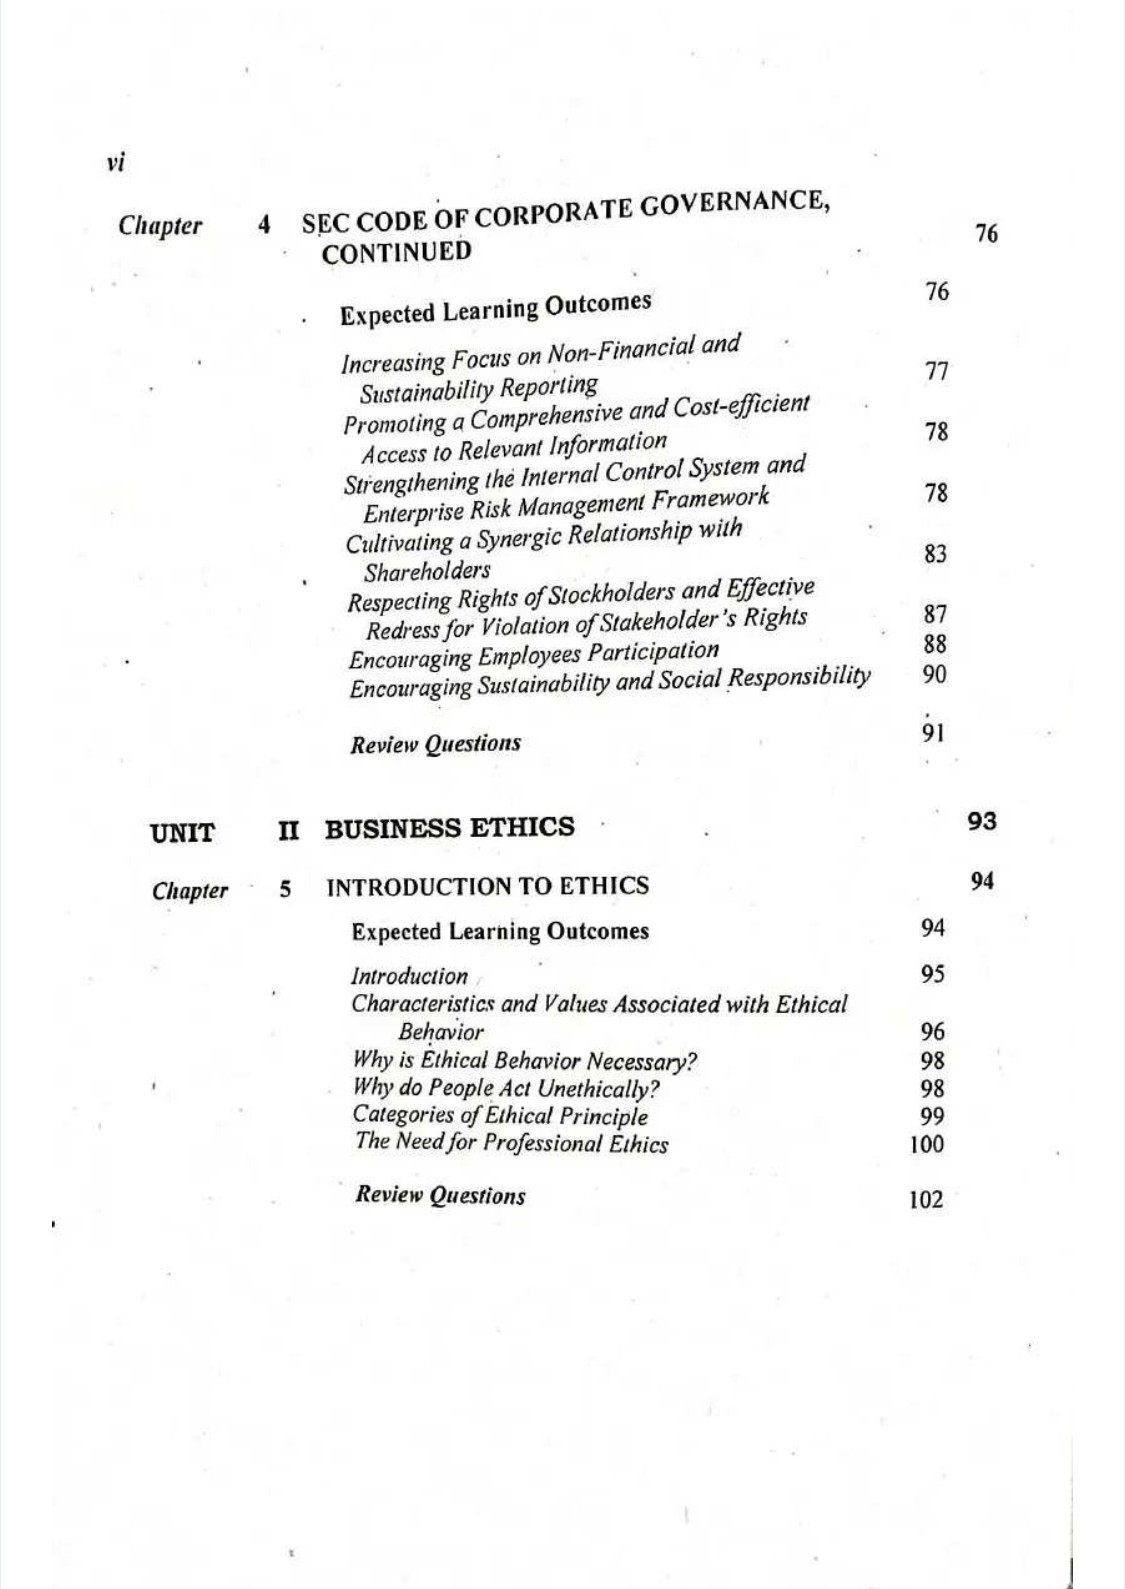 vi
Chapter 4 SEC CODE OF CORPORATE GOVERNANCE,
CONTINUED 76
Expected Learning Outcomes 76
Increasing Focus on Non-Financial and
Sustainability Reporting 77
Promoting a Comprehensive and Cost-efficient
Access to Relevant Information 78
Strengthening the Internal Control System and
Enterprise Risk Management Framework 78
Cultivating a Synergic Relationship with
Shareholders 83
Respecting Rights of Stockholders and Effective
Redress for Violation of Stakeholder's Rights 87
Encouraging Employees Participation 88
Encouraging Sustainability and Social Responsibility 90
Review Questions 91
UNIT II BUSINESS ETHICS 93
Chapter 5 INTRODUCTION TO ETHICS 94
Expected Learning Outcomes 94
Introduction 95
Characteristics and Values Associated with Ethical
Behavior 96
Why is Ethical Behavior Necessary? 98
Why do People Act Unethically? 98
Categories of Ethical Principle 99
The Need for Professional Ethics 100
Review Questions 102